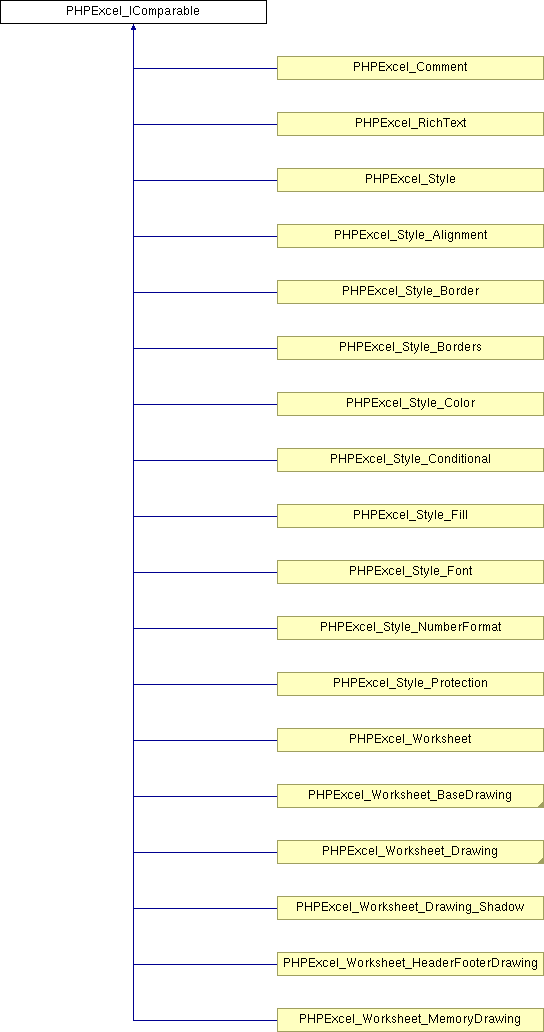 PHPExcel_IComparable
PHPExcel_Comment
PHPExcel_RichText
PHPExcel_Style
PHPExcel_Style_Alignment
PHPExcel_Style_Border
PHPExcel_Style_Borders
PHPExcel_Style_Color
PHPExcel_Style_Conditional
PHPExcel_Style_Fill
PHPExcel_Style_Font
PHPExcel_Style_NumberFormat
PHPExcel_Style_Protection
PHPExcel_Worksheet
PHPExcel_Worksheet_BaseDrawing
PHPExcel_Worksheet_Drawing
PHPExcel_Worksheet_Drawing_Shadow
PHPExcel_Worksheet_HeaderFooterDrawing
PHPExcel_Worksheet_MemoryDrawing